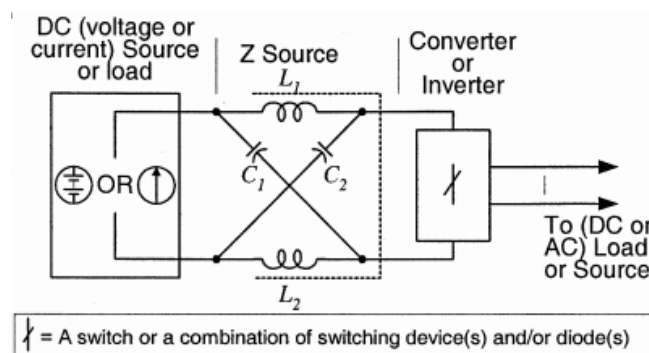 DC (voltage or
current) Source
or load
Z Source
Converter
or
Inverter
L1
OR
C1
C2
L2
To (DC or
AC) Load
or Source
= A switch or a combination of switching device(s) and/or diode(s)